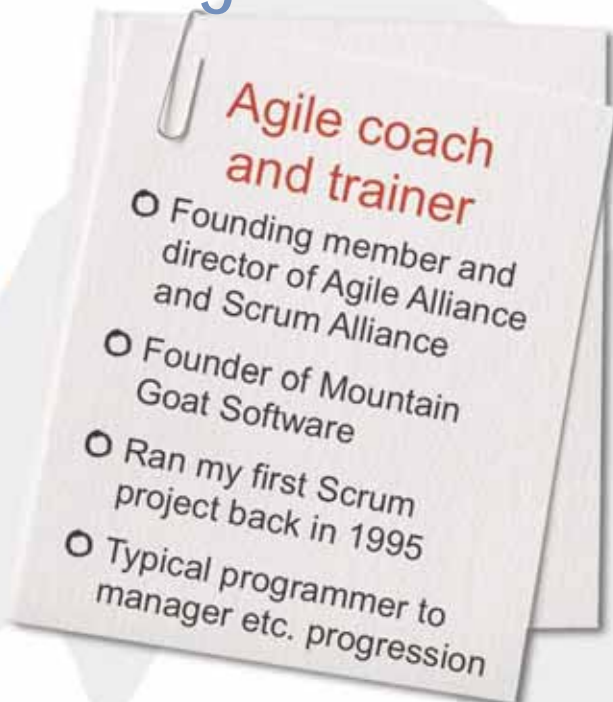 Agile coach
and trainer
Founding member and
director of Agile Alliance
and Scrum Alliance
Founder of Mountain
Goat Software
Ran my first Scrum
project back in 1995
Typical programmer to
manager etc. progression